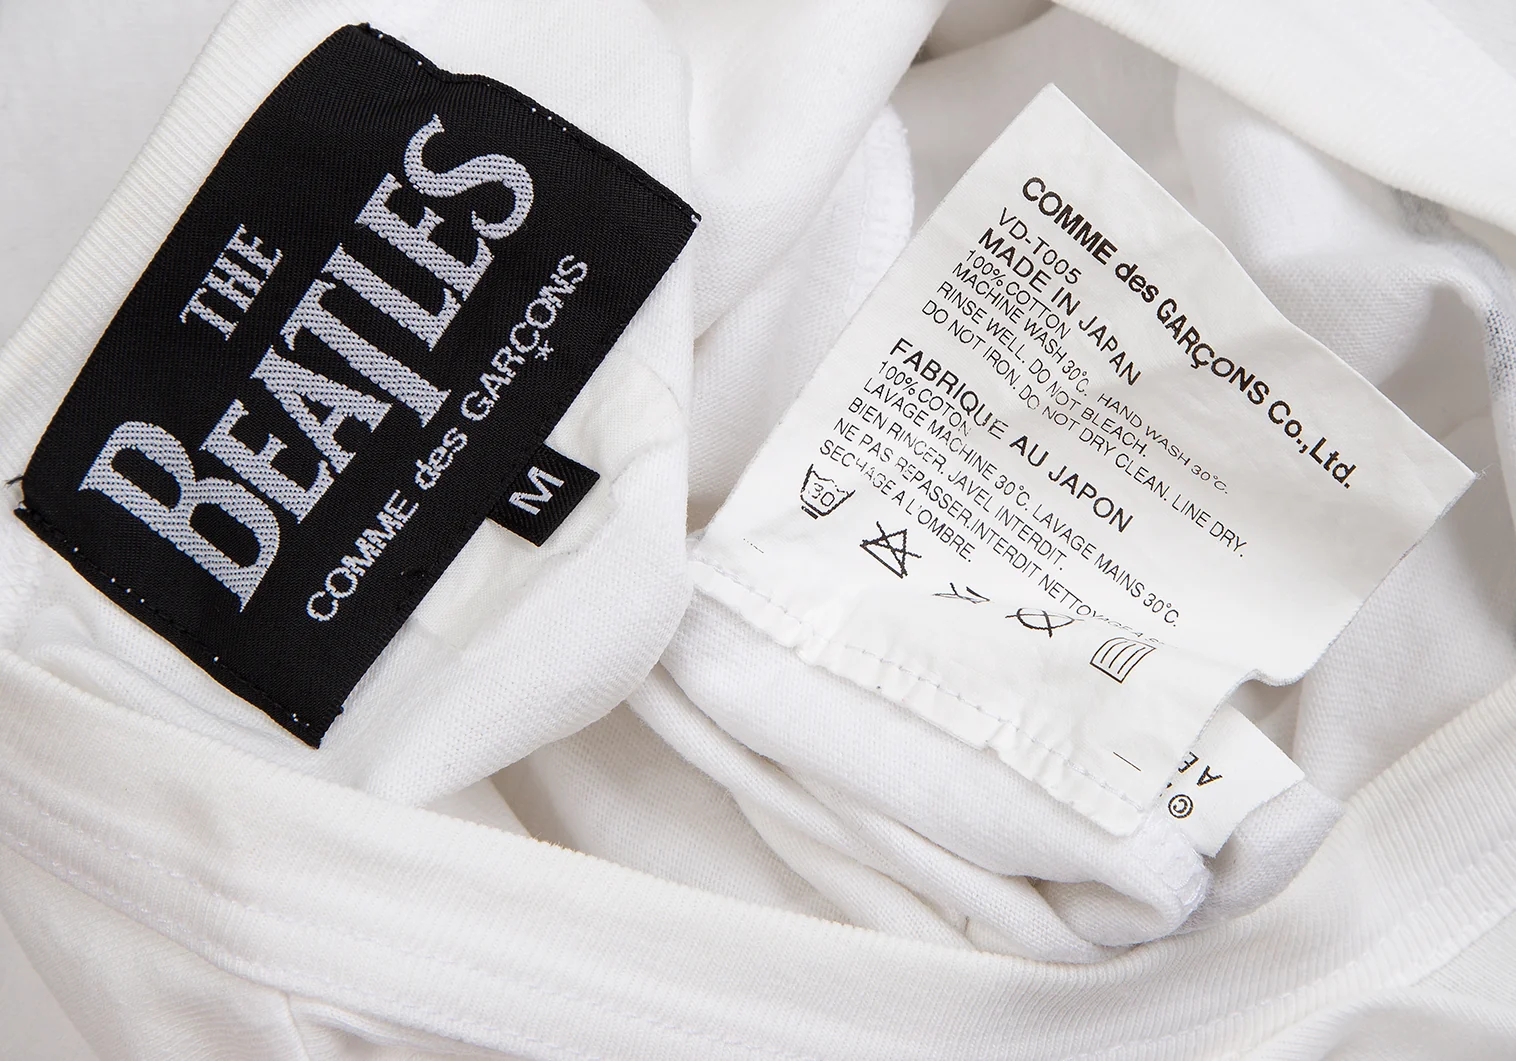 THE
BEATLES
COMME des GARÇONS
M
COMME des GARÇONS Co.,Ltd.
VD-T005
MADE IN JAPAN
100% COTTON
MACHINE WASH 30°C. HAND WASH 30°C.
RINSE WELL. DO NOT BLEACH.
DO NOT IRON. DO NOT DRY CLEAN. LINE DRY.
FABRIQUE AU JAPON
100% COTON
LAVAGE MACHINE 30°C. LAVAGE MAINS 30°C.
BIEN RINCER. JAVEL INTERDIT.
NE PAS REPASSER. INTERDIT NETTOYAGE A
SECHAGE A L'OMBRE.
30
©